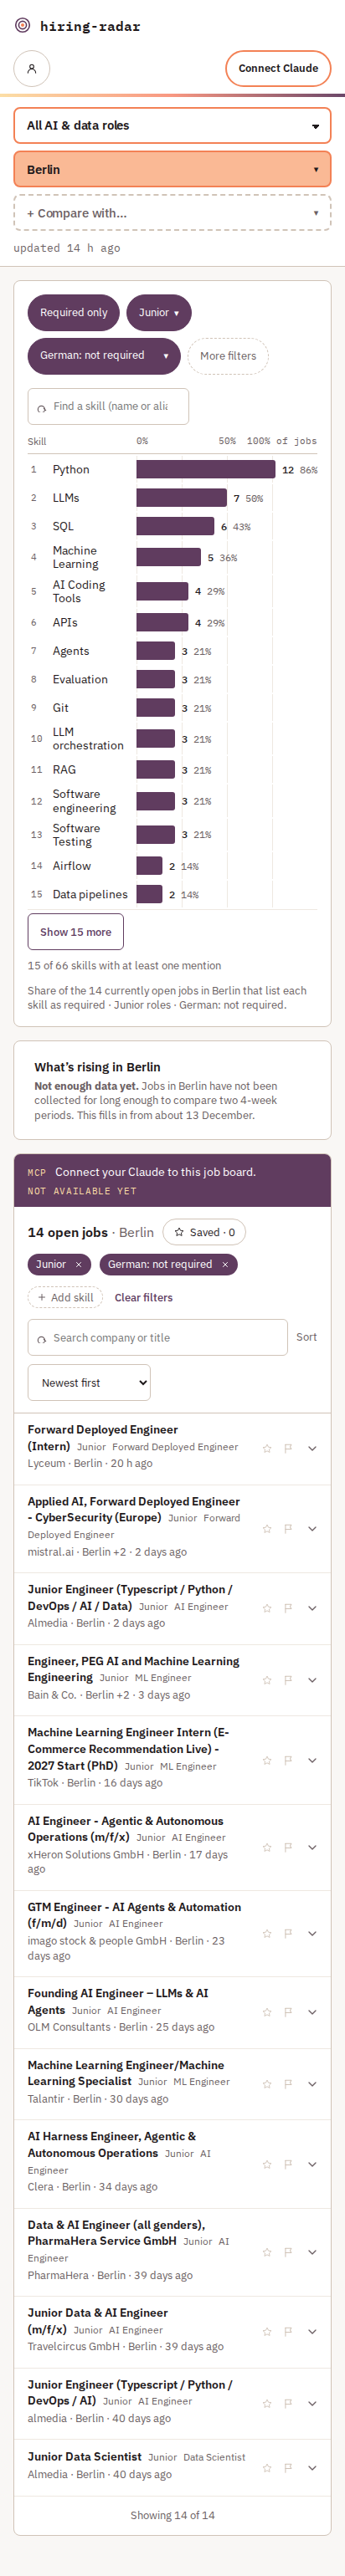 hiring-radar
Connect Claude
All AI & data roles
Berlin
+ Compare with...
updated 14 h ago
Required only
Junior
German: not required
More filters
Find a skill (name or alia
Skill
0% 50% 100% of jobs
1 Python 12 86%
2 LLMs 7 50%
3 SQL 6 43%
4 Machine
Learning 5 36%
5 AI Coding
Tools 4 29%
6 APIs 4 29%
7 Agents 3 21%
8 Evaluation 3 21%
9 Git 3 21%
10 LLM
orchestration 3 21%
11 RAG 3 21%
12 Software
engineering 3 21%
13 Software
Testing 3 21%
14 Airflow 2 14%
15 Data pipelines 2 14%
Show 15 more
15 of 66 skills with at least one mention
Share of the 14 currently open jobs in Berlin that list each
skill as required · Junior roles · German: not required.
What's rising in Berlin
Not enough data yet. Jobs in Berlin have not been
collected for long enough to compare two 4-week
periods. This fills in from about 13 December.
MCP Connect your Claude to this job board.
NOT AVAILABLE YET
14 open jobs · Berlin
Saved · 0
Junior ×
German: not required ×
+ Add skill
Clear filters
Search company or title
Sort
Newest first
Forward Deployed Engineer
(Intern) Junior Forward Deployed Engineer
Lyceum · Berlin · 20 h ago
Applied AI, Forward Deployed Engineer
- CyberSecurity (Europe) Junior Forward
Deployed Engineer
mistral.ai · Berlin +2 · 2 days ago
Junior Engineer (Typescript / Python /
DevOps / AI / Data) Junior AI Engineer
Almedia · Berlin · 2 days ago
Engineer, PEG AI and Machine Learning
Engineering Junior ML Engineer
Bain & Co. · Berlin +2 · 3 days ago
Machine Learning Engineer Intern (E-
Commerce Recommendation Live) -
2027 Start (PhD) Junior ML Engineer
TikTok · Berlin · 16 days ago
AI Engineer - Agentic & Autonomous
Operations (m/f/x) Junior AI Engineer
xHeron Solutions GmbH · Berlin · 17 days
ago
GTM Engineer - AI Agents & Automation
(f/m/d) Junior AI Engineer
imago stock & people GmbH · Berlin · 23
days ago
Founding AI Engineer – LLMs & AI
Agents Junior AI Engineer
OLM Consultants · Berlin · 25 days ago
Machine Learning Engineer/Machine
Learning Specialist Junior ML Engineer
Talantir · Berlin · 30 days ago
AI Harness Engineer, Agentic &
Autonomous Operations Junior AI
Engineer
Clera · Berlin · 34 days ago
Data & AI Engineer (all genders),
PharmaHera Service GmbH Junior AI
Engineer
PharmaHera · Berlin · 39 days ago
Junior Data & AI Engineer
(m/f/x) Junior AI Engineer
Travelcircus GmbH · Berlin · 39 days ago
Junior Engineer (Typescript / Python /
DevOps / AI) Junior AI Engineer
almedia · Berlin · 40 days ago
Junior Data Scientist Junior Data Scientist
Almedia · Berlin · 40 days ago
Showing 14 of 14